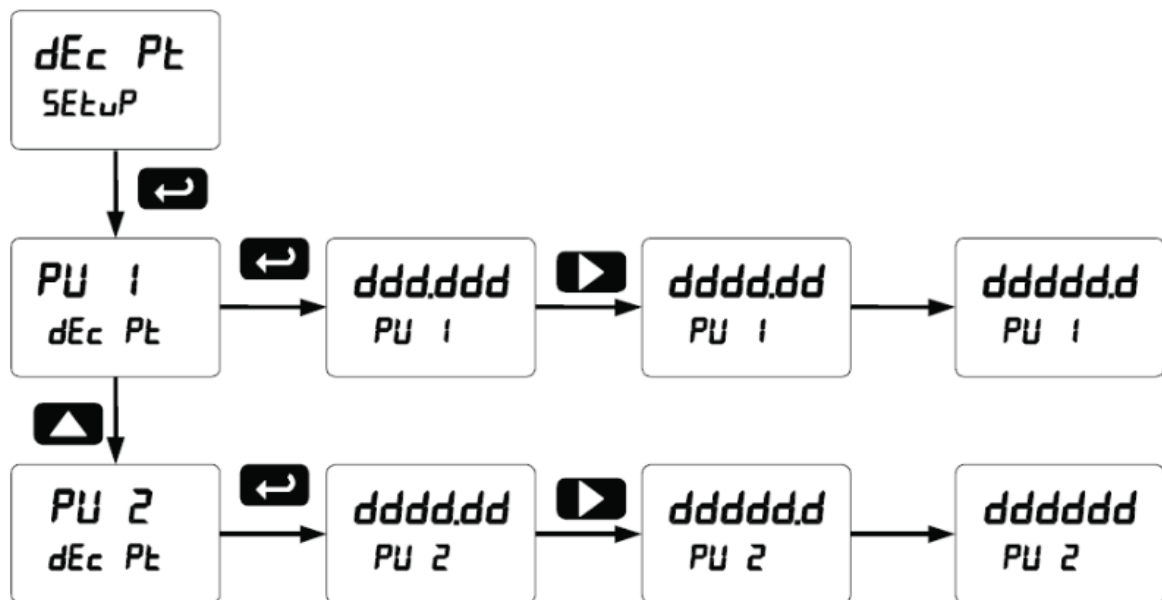 dEc Pt
SEtuP
PU 1
dEc Pt
ddd.ddd
PU 1
dddd.dd
PU 1
ddddd.d
PU 1
PU 2
dEc Pt
dddd.dd
PU 2
ddddd.d
PU 2
dddddd
PU 2